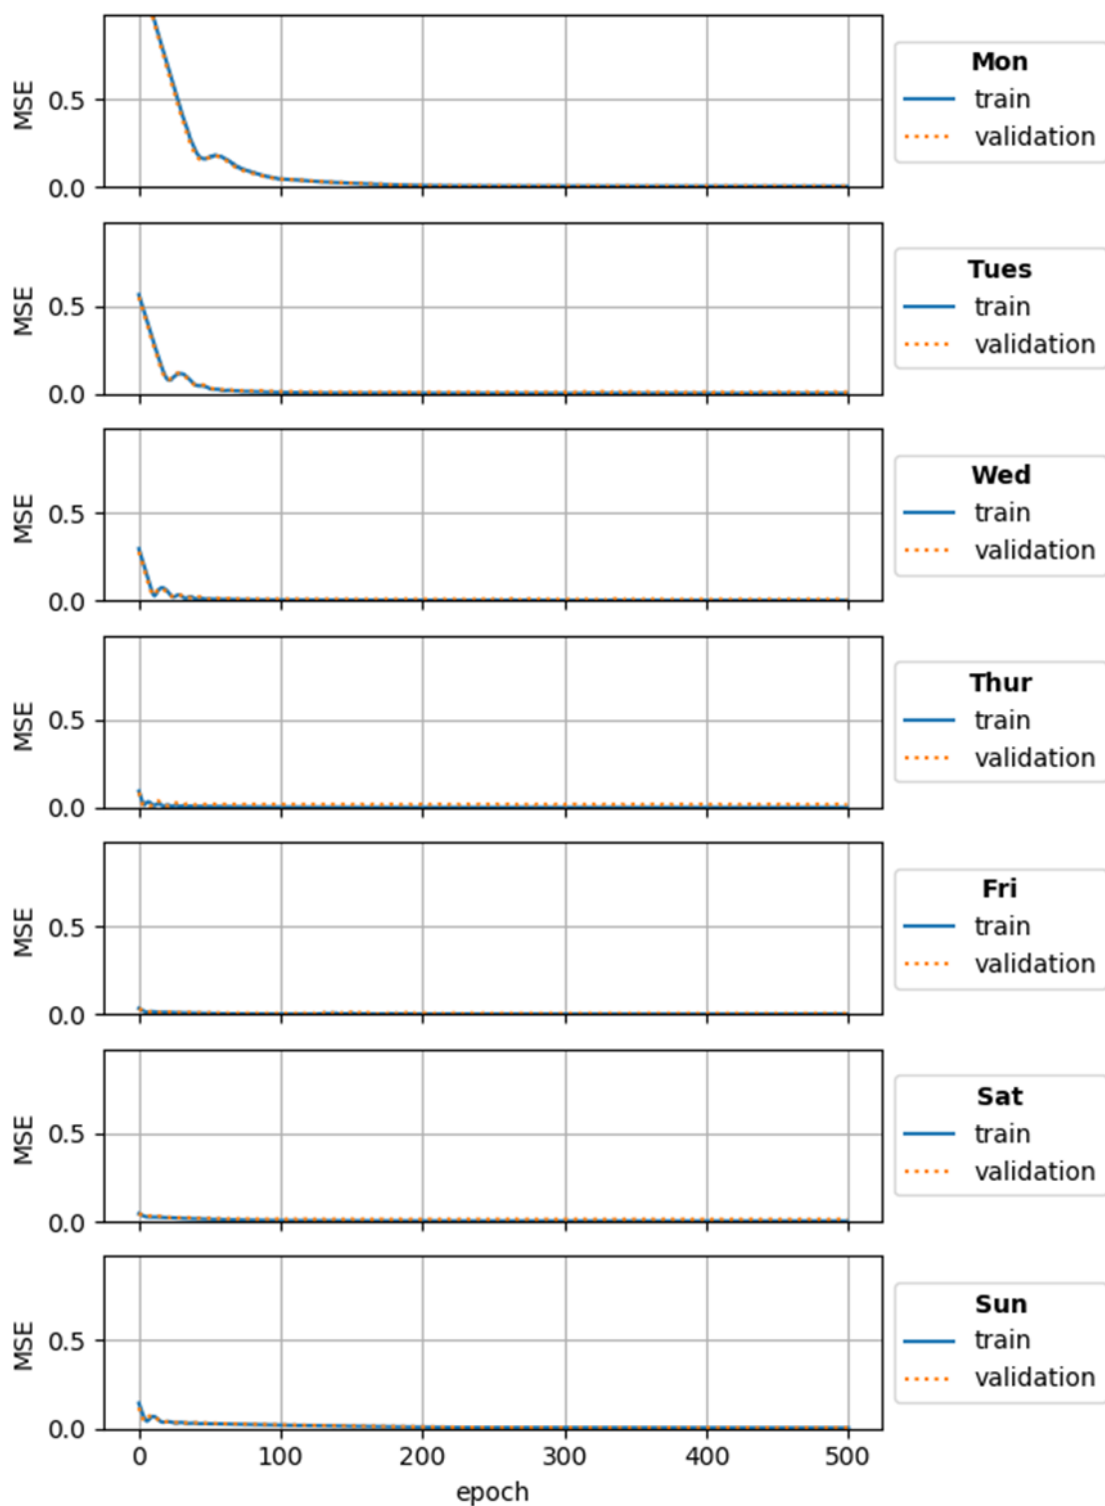 MSE
0.5
0.0
Mon
train
validation
MSE
0.5
0.0
Tues
train
validation
MSE
0.5
0.0
Wed
train
validation
MSE
0.5
0.0
Thur
train
validation
MSE
0.5
0.0
Fri
train
validation
MSE
0.5
0.0
Sat
train
validation
MSE
0.5
0.0
Sun
train
validation
0 100 200 300 400 500
epoch